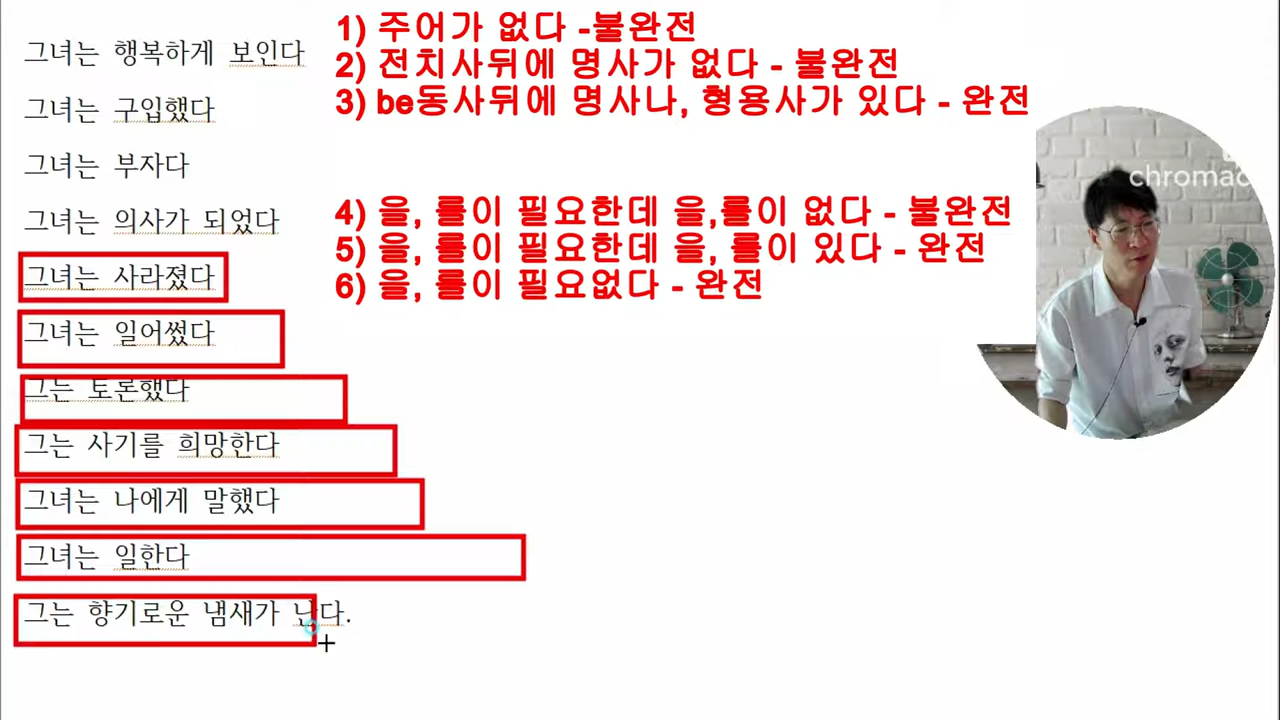 그녀는 행복하게 보인다
그녀는 구입했다
그녀는 부자다
그녀는 의사가 되었다
그녀는 사라졌다
그녀는 일어썼다
그는 토론했다
그는 사기를 희망한다
그녀는 나에게 말했다
그녀는 일한다
그는 향기로운 냄새가 난다.
1) 주어가 없다 -불완전
2) 전치사뒤에 명사가 없다 - 불완전
3) be동사뒤에 명사나, 형용사가 있다 - 완전
4) 을, 를이 필요한데 을,를이 없다 - 불완전
5) 을, 를이 필요한데 을, 를이 있다 - 완전
6) 을, 를이 필요없다 - 완전